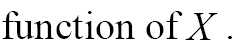 function of X .